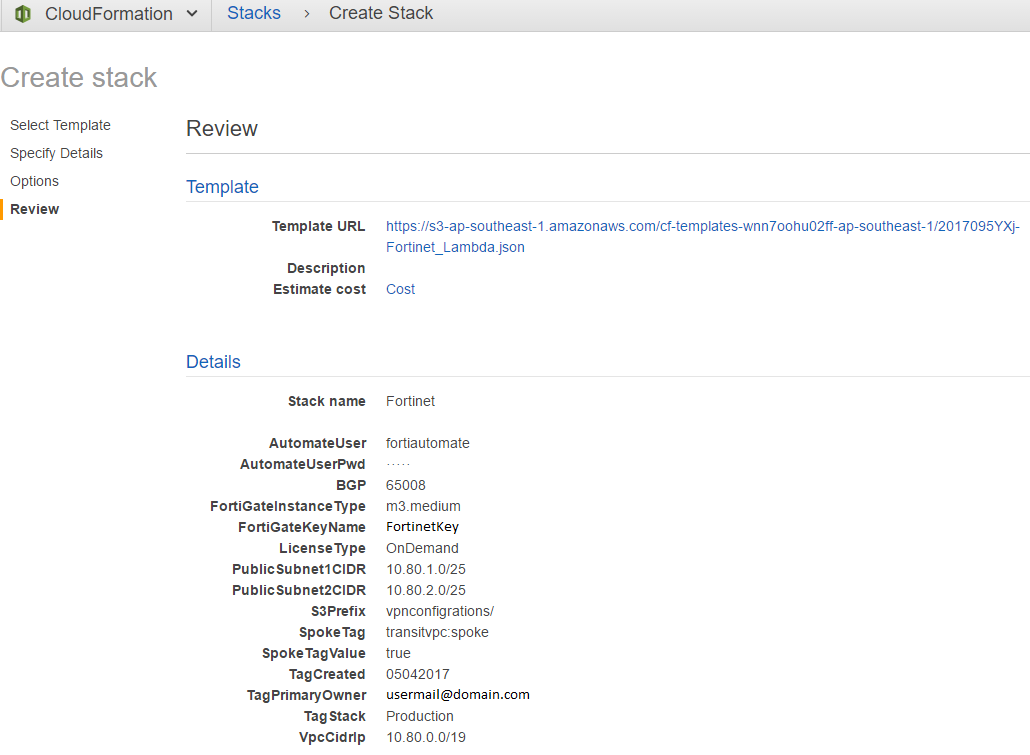 CloudFormation Stacks > Create Stack
Create stack
Select Template
Specify Details
Options
Review
Review
Template
Template URL https://s3-ap-southeast-1.amazonaws.com/cf-templates-wnn7oohu02ff-ap-southeast-1/2017095YXj-
Fortinet_Lambda.json
Description
Estimate cost Cost
Details
Stack name Fortinet
AutomateUser fortiautomate
AutomateUserPwd ·····
BGP 65008
FortiGateInstanceType m3.medium
FortiGateKeyName FortinetKey
LicenseType OnDemand
PublicSubnet1CIDR 10.80.1.0/25
PublicSubnet2CIDR 10.80.2.0/25
S3Prefix vpnconfigrations/
SpokeTag transitvpc:spoke
SpokeTagValue true
TagCreated 05042017
TagPrimaryOwner usermail@domain.com
TagStack Production
VpcCidrIp 10.80.0.0/19